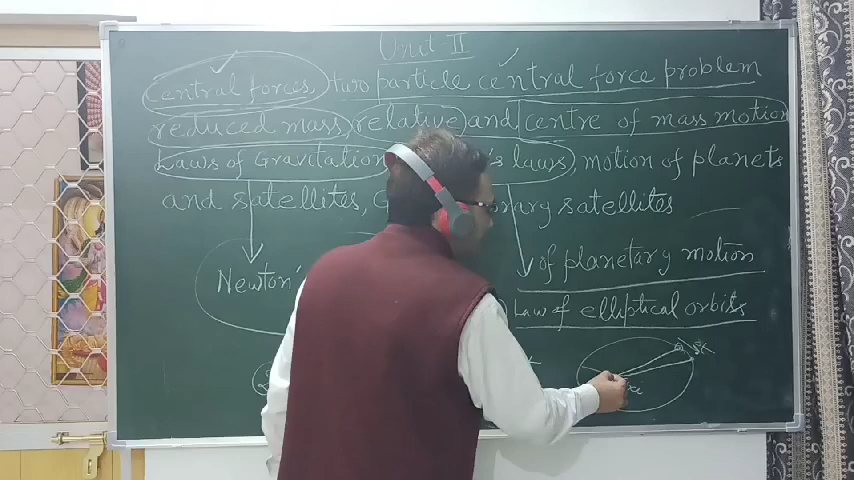 Unit-II
Central forces, two particle central force problem
reduced mass, relative and centre of mass motion
Laws of Gravitation 's laws, motion of planets
and satellites, satellites
Newton'
of planetary motion
Law of elliptical orbits